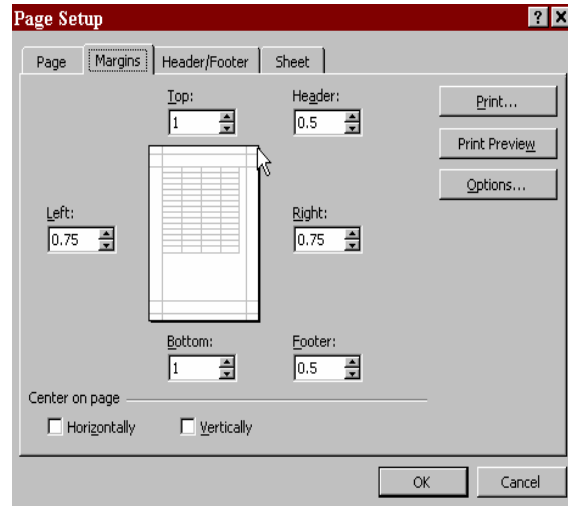 Page Setup
Page Margins Header/Footer Sheet
Top: Header:
1 0.5
Print...
Print Preview
Options...
Left: Right:
0.75 0.75
Bottom: Footer:
1 0.5
Center on page
Horizontally Vertically
OK Cancel